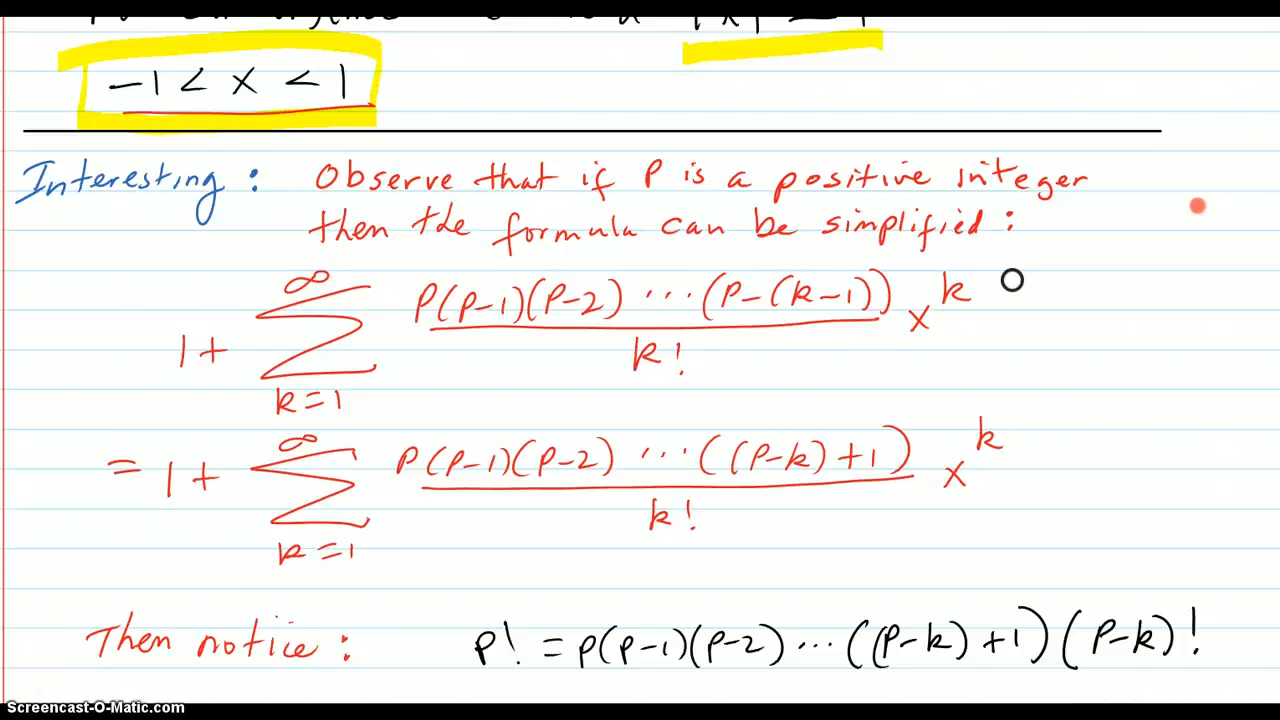 |x|
-1 < x < 1
Interesting : Observe that if P is a positive integer
then the formula can be simplified :
1 + ∞ ∑ k=1 P(P-1)(P-2) ... (P-(k-1)) / k! x^k
= 1 + ∞ ∑ k=1 P(P-1)(P-2) ... ((P-k)+1) / k! x^k
Then notice : P! = P(P-1)(P-2) ... ((P-k)+1)(P-k)!
Screencast-O-Matic.com